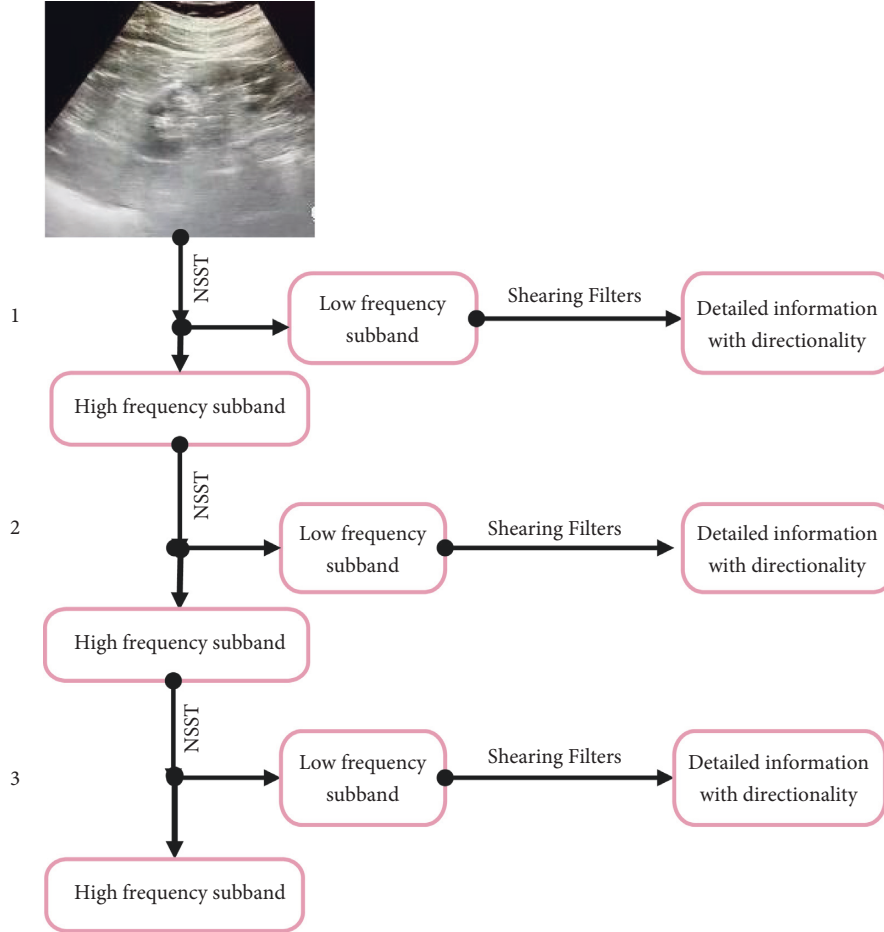 NSST
1
Low frequency
subband
Shearing Filters
Detailed information
with directionality
High frequency subband
NSST
2
Low frequency
subband
Shearing Filters
Detailed information
with directionality
High frequency subband
NSST
3
Low frequency
subband
Shearing Filters
Detailed information
with directionality
High frequency subband